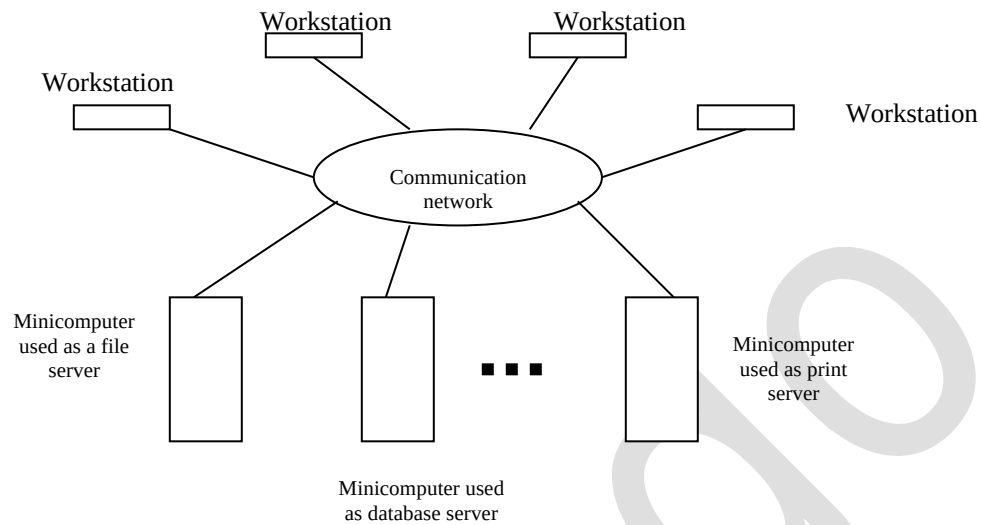 Workstation
Workstation
Workstation
Workstation
Communication
network
Minicomputer
used as a file
server
Minicomputer
used as print
server
Minicomputer used
as database server